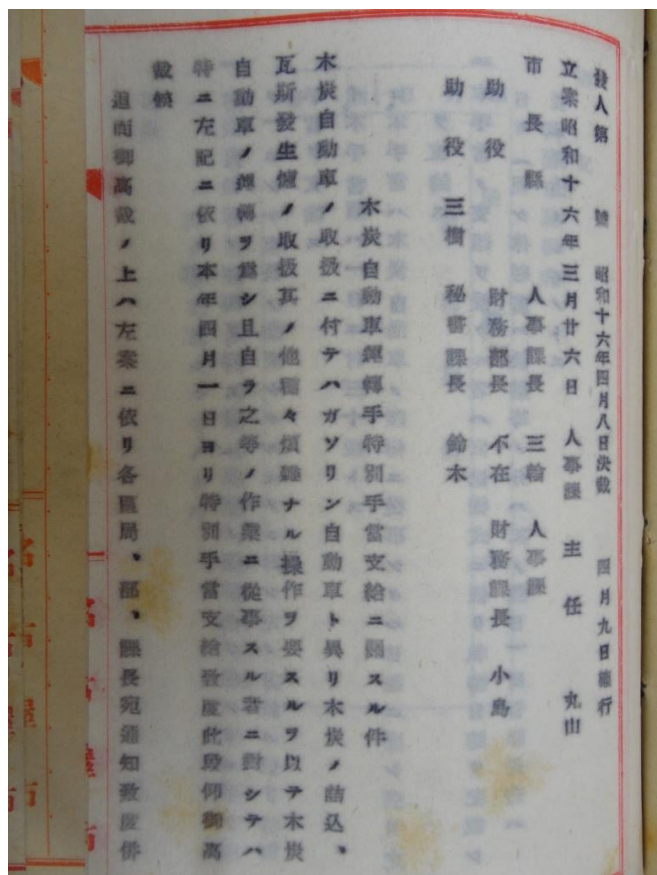 發人第　　號　昭和十六年四月八日決裁　四月九日施行
立案昭和十六年三月廿六日　人事課　主任　丸山
市長　縣　人事課長　三輪　人事課
助役　財務部長　不在　財務課長　小島
助役　三樹　秘書課長　鈴木
木炭自動車運轉手特別手當支給ニ關スル件
木炭自動車ノ取扱ニ付テハガソリン自動車ト異リ木炭ノ詰込、
瓦斯發生爐ノ取扱其ノ他種々煩雜ナル操作ヲ要スルヲ以テ木炭
自動車ノ運轉ヲ爲シ且自ラ之等ノ作業ニ從事スル者ニ對シテハ
特ニ左記ニ依リ本年四月一日ヨリ特別手當支給致度此段仰御高
裁候
追而御高裁ノ上ハ左案ニ依リ各區局、部、課長宛通知致度併
名古屋市
名古屋市